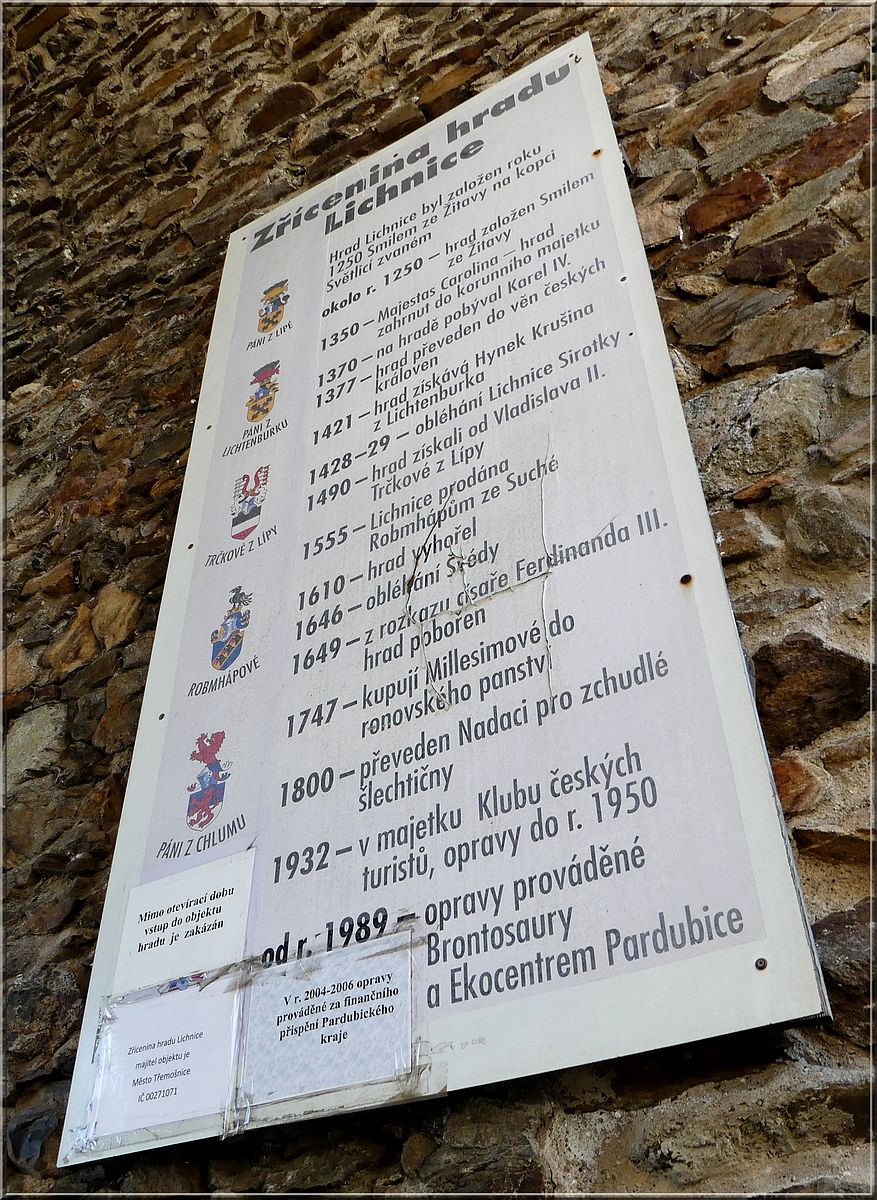 Zřícenina hradu
Lichnice
Hrad Lichnice byl založen roku
1250 Smilem ze Žitavy na kopci
Světlíci zvaném
okolo r. 1250 – hrad založen Smilem
ze Žitavy
1350 – Majestas Carolina – hrad
zahrnut do korunního majetku
1370 – na hradě pobýval Karel IV.
1377 – hrad převeden do věn českých
královen
1421 – hrad získává Hynek Krušina
z Lichtenburka
1428-29 – obléhání Lichnice Sirotky
1490 – hrad získali od Vladislava II.
Trčkové z Lípy
1555 – Lichnice prodána
Robmhápům ze Suché
1610 – hrad vyhořel
1646 – obléhání Švédy
1649 – z rozkazu císaře Ferdinanda III.
hrad pobořen
1747 – kupují Millesimové do
ronovského panství
1800 – převeden Nadaci pro zchudlé
šlechtičny
1932 – v majetku Klubu českých
turistů, opravy do r. 1950
od r. 1989 – opravy prováděné
Brontosaury
a Ekocentrem Pardubice
PÁNI Z LIPÉ
PÁNI Z
LICHTENBURKU
TRČKOVÉ Z LÍPY
ROBMHÁPOVÉ
PÁNI Z CHLUMU
Mimo otevírací dobu
vstup do objektu
hradu je zakázán
V r. 2004-2006 opravy
prováděné za finančního
přispění Pardubického
kraje
Zřícenina hradu Lichnice
majitel objektu je
Město Třemošnice
IČ 00271071